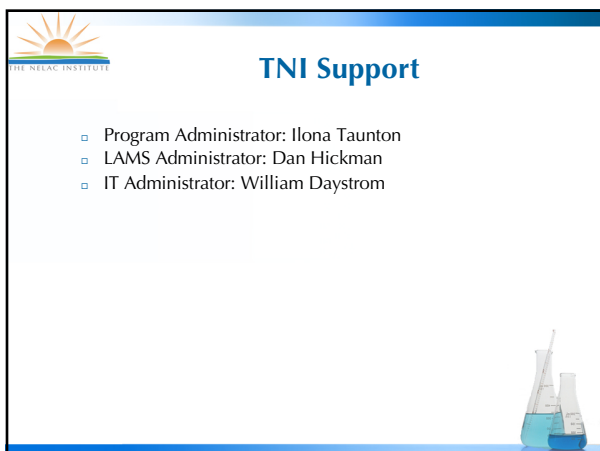 THE NELAC INSTITUTE
TNI Support
Program Administrator: Ilona Taunton
LAMS Administrator: Dan Hickman
IT Administrator: William Daystrom